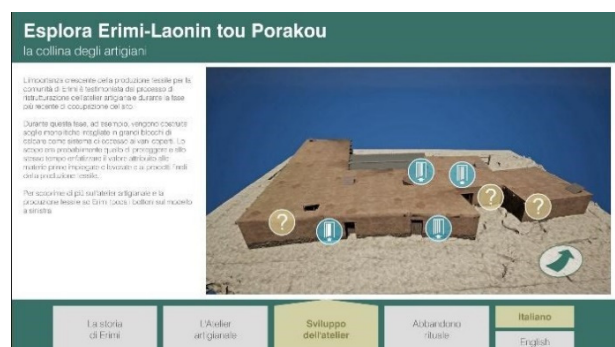 Esplora Erimi-Laonin tou Porakou
la collina degli artigiani
L'importanza crescente della produzione tessile per la
comunità di Erimi è testimoniata dal processo di
ristrutturazione dell'atelier artigianale durante la fase
più recente di occupazione del sito
Durante questa fase, ad esempio, vengono costruite
soglie monolitiche intagliate in grandi blocchi di
calcare come sistema di accesso ai vani coperti. Lo
scopo era probabilmente quello di proteggere e allo
stesso tempo enfatizzare il valore attribuito alle
materie prime impiegate e lavorate e ai prodotti finiti
della produzione tessile.
Per scoprirne di più sull'atelier artigianale e la
produzione tessile ad Erimi tocca i bottoni sul modello
a sinistra
?
?
?
La storia
di Erimi
L'Atelier
artigianale
Sviluppo
dell'atelier
Abbandono
rituale
Italiano
English